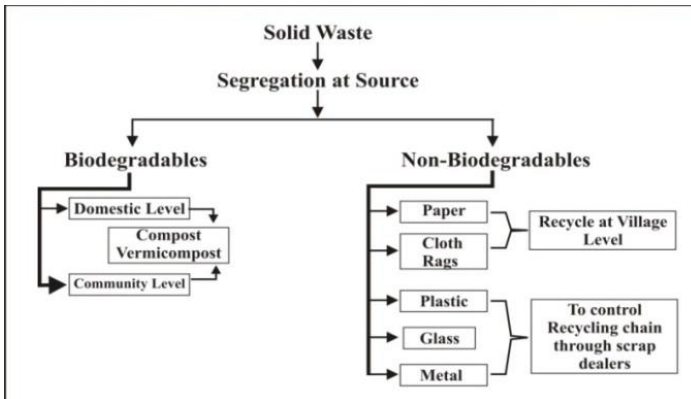 Solid Waste
Segregation at Source
Biodegradables
Domestic Level
Compost
Vermicompost
Community Level
Non-Biodegradables
Paper
Cloth
Rags
Recycle at Village
Level
Plastic
Glass
Metal
To control
Recycling chain
through scrap
dealers